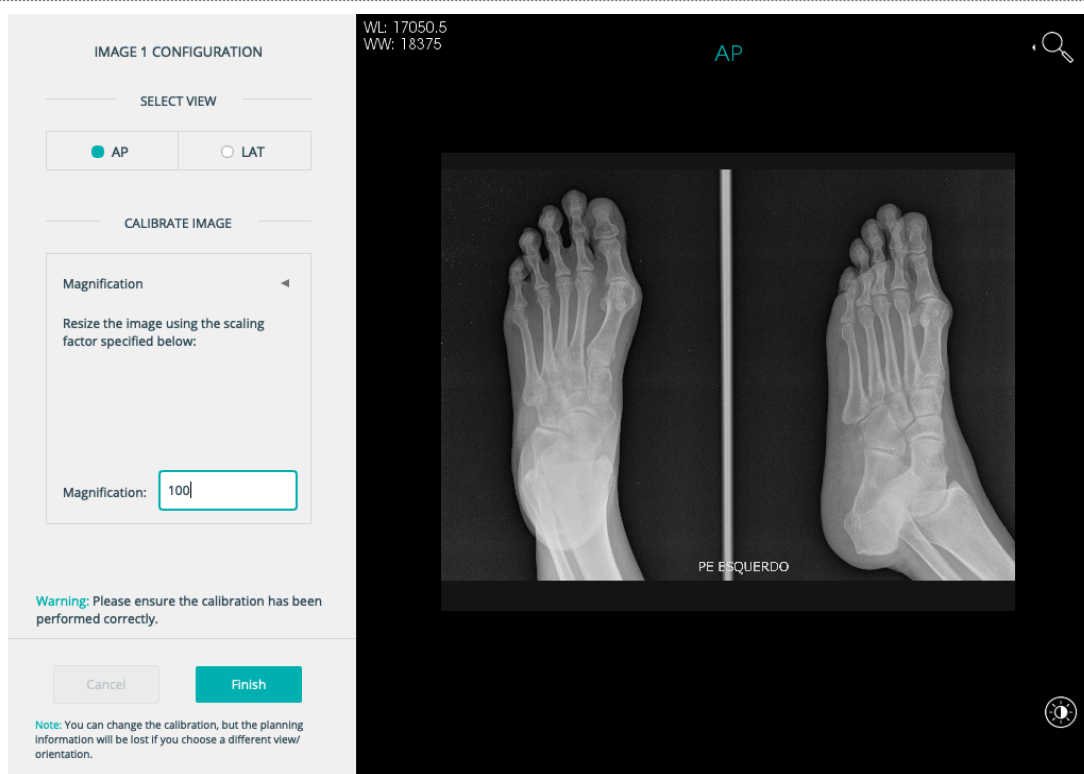 IMAGE 1 CONFIGURATION
SELECT VIEW
AP
LAT
CALIBRATE IMAGE
Magnification
Resize the image using the scaling
factor specified below:
Magnification:
100
Warning: Please ensure the calibration has been
performed correctly.
Cancel
Finish
Note: You can change the calibration, but the planning
information will be lost if you choose a different view/
orientation.
WL: 17050.5
WW: 18375
AP
PE ESQUERDO